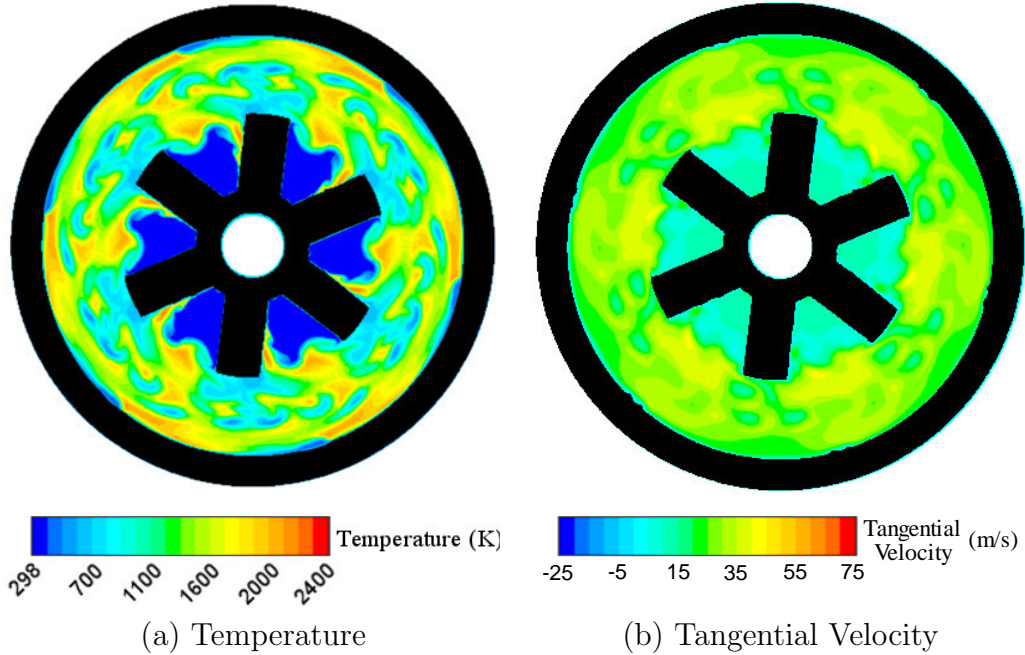 Temperature (K)
298 700 1100 1600 2000 2400
Tangential
Velocity (m/s)
-25 -5 15 35 55 75
(a) Temperature
(b) Tangential Velocity